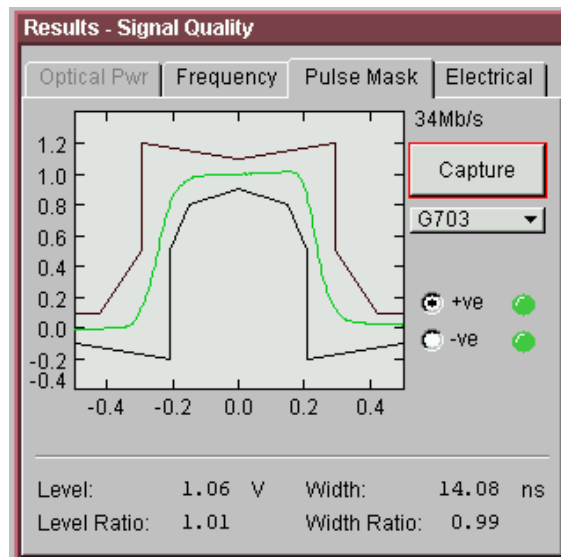 Results - Signal Quality
Optical Pwr Frequency Pulse Mask Electrical
34Mb/s
1.2
1.0
0.8
0.6
0.4
0.2
0.0
-0.2
-0.4
-0.4 -0.2 0.0 0.2 0.4
Capture
G703
+ve
-ve
Level: 1.06 V Width: 14.08 ns
Level Ratio: 1.01 Width Ratio: 0.99